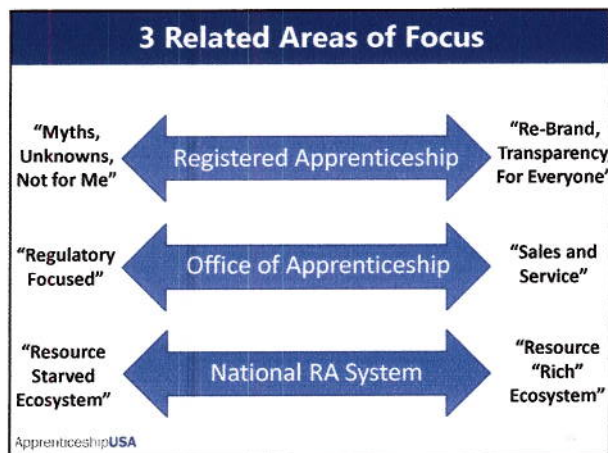 3 Related Areas of Focus
“Myths,
Unknowns,
Not for Me”
Registered Apprenticeship
“Re-Brand,
Transparency,
For Everyone”
“Regulatory
Focused”
Office of Apprenticeship
“Sales and
Service”
“Resource
Starved
Ecosystem”
National RA System
“Resource
“Rich”
Ecosystem”
ApprenticeshipUSA